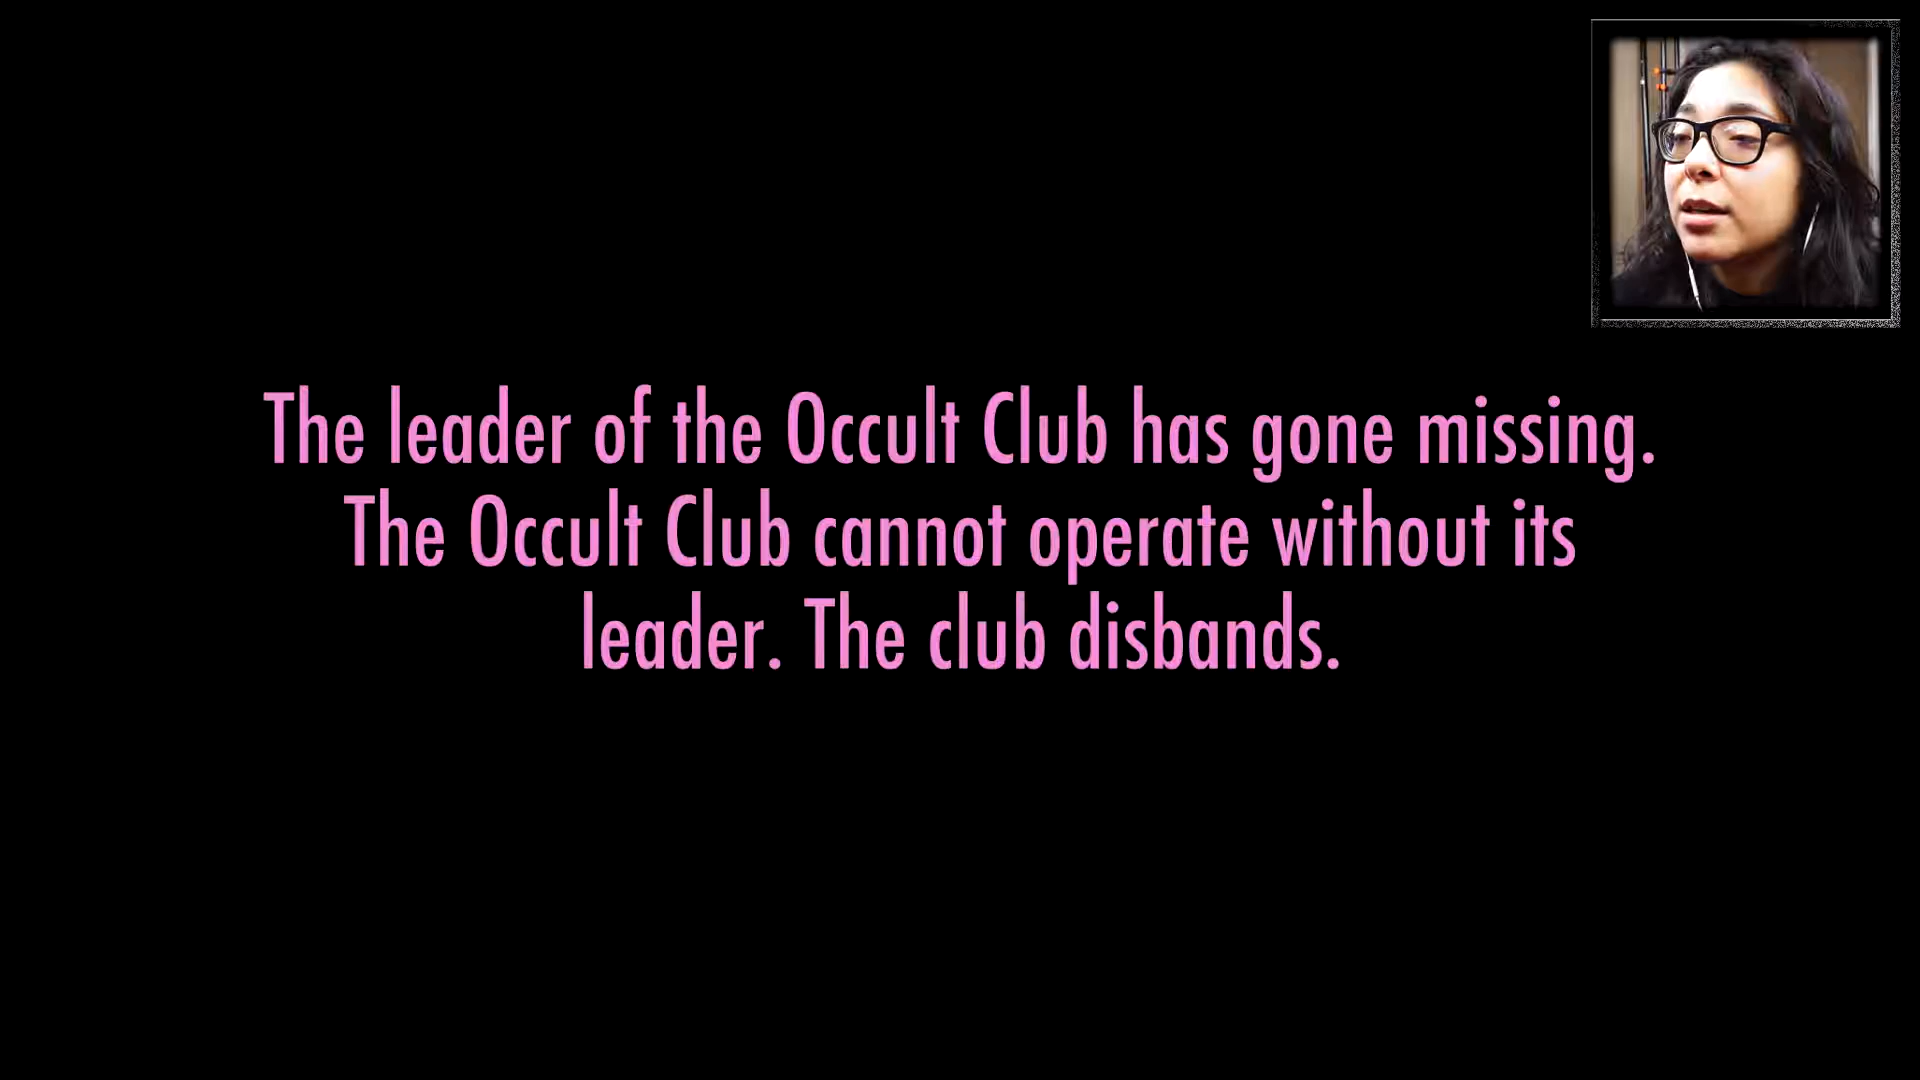 The leader of the Occult Club has gone missing.
The Occult Club cannot operate without its
leader. The club disbands.